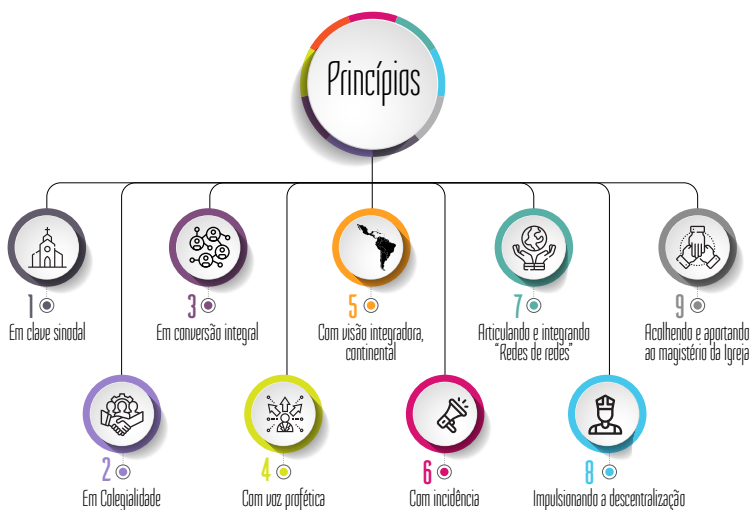 Princípios
1
Em clave sinodal
3
Em conversão integral
5
Com visão integradora,
continental
7
Articulando e integrando
“Redes de redes”
9
Acolhendo e aportando
ao magistério da Igreja
2
Em Colegialidade
4
Com voz profética
6
Com incidência
8
Impulsionando a descentralização